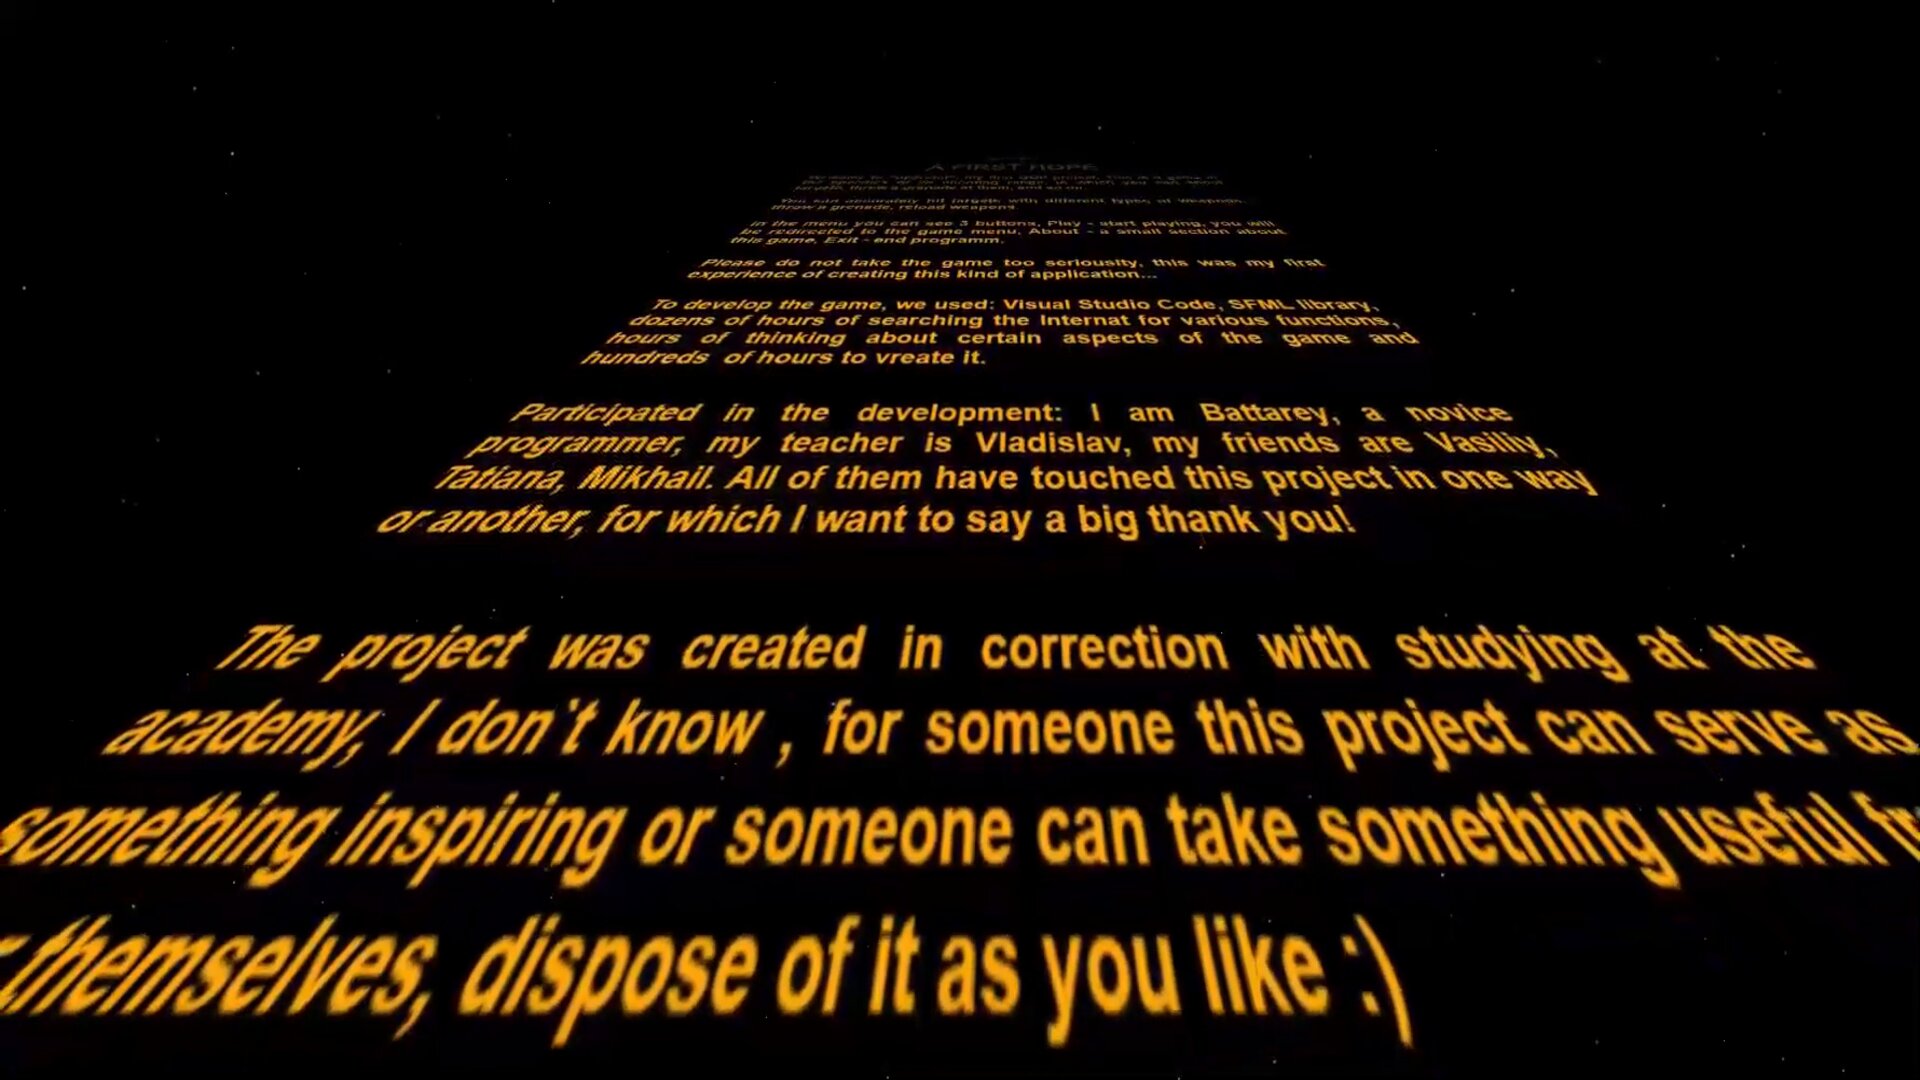 A FIRST HOPE
You can accurately hit targets with different types of weapons,
throw a grenade, reload weapons.
In the menu you can see 3 buttons, Play - start playing, you will
be redirected to the game menu, About - a small section about
this game, Exit - end programm.
Please do not take the game too seriousity, this was my first
experience of creating this kind of application...
To develop the game, we used: Visual Studio Code, SFML library,
dozens of hours of searching the Internat for various functions,
hours of thinking about certain aspects of the game and
hundreds of hours to vreate it.
Participated in the development: I am Battarey, a novice
programmer, my teacher is Vladislav, my friends are Vasiliy,
Tatiana, Mikhail. All of them have touched this project in one way
or another, for which I want to say a big thank you!
The project was created in correction with studying at the
academy, I don't know , for someone this project can serve as
something inspiring or someone can take something useful
themselves, dispose of it as you like :)